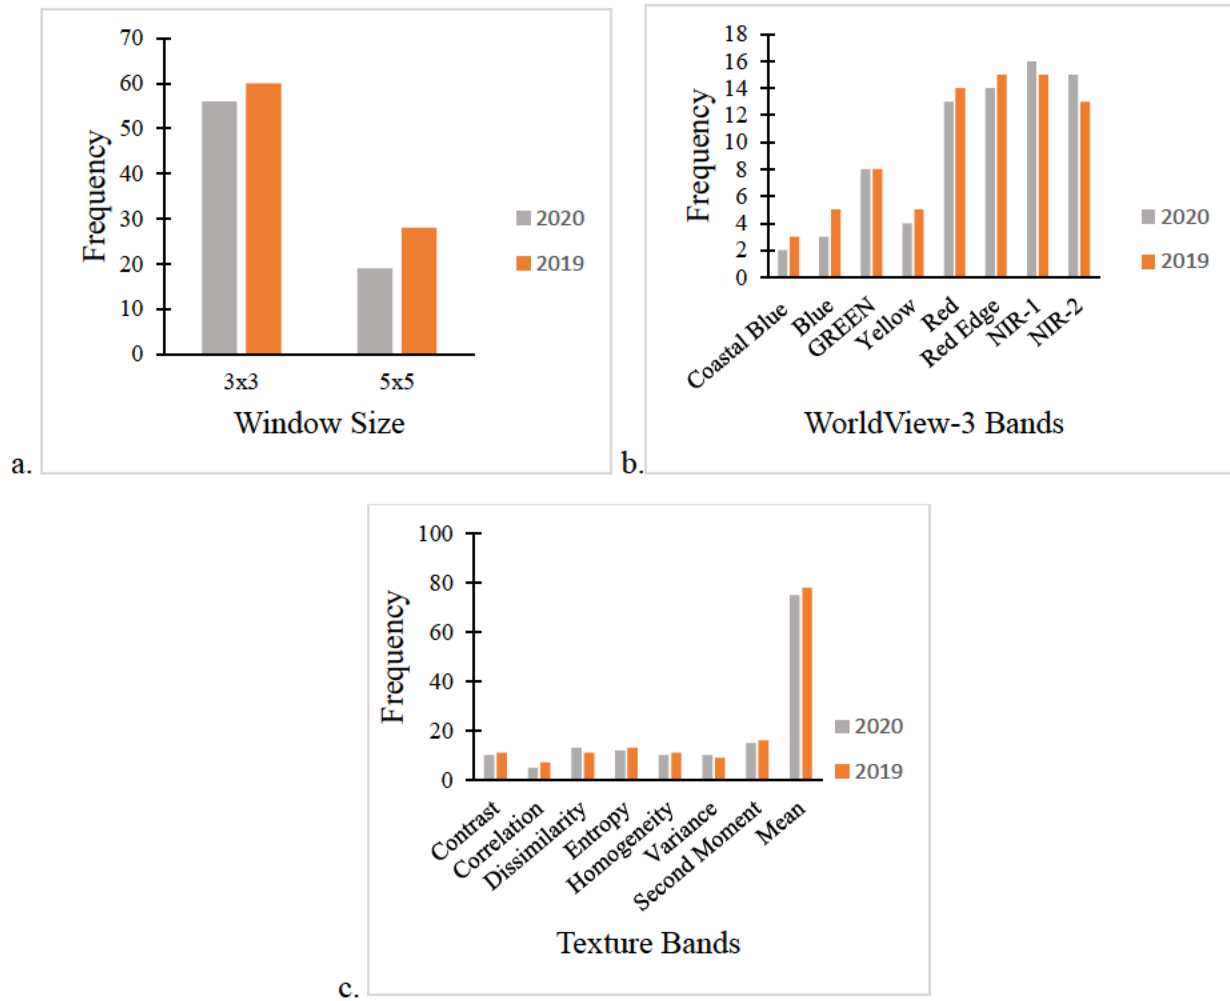 70
60
50
40
30
20
10
0
Frequency
3x3 5x5
Window Size
2020
2019
a.
18
16
14
12
10
8
6
4
2
0
Frequency
Coastal Blue
Blue
GREEN
Yellow
Red
Red Edge
NIR-1
NIR-2
WorldView-3 Bands
2020
2019
b.
100
80
60
40
20
0
Frequency
Contrast
Correlation
Dissimilarity
Entropy
Homogeneity
Variance
Second Moment
Mean
Texture Bands
2020
2019
c.